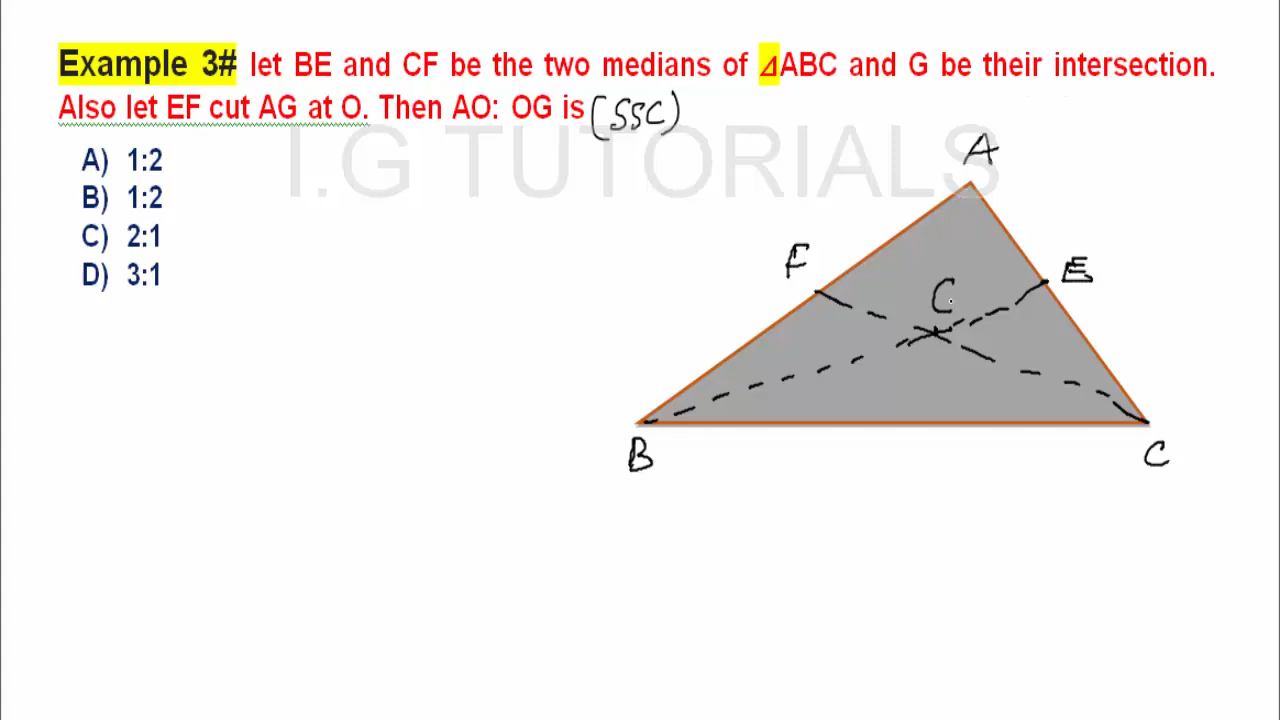 Example 3# let BE and CF be the two medians of ⊿ABC and G be their intersection.
Also let EF cut AG at O. Then AO: OG is (SSC)
I.G TUTORIALS
A) 1:2
B) 1:2
C) 2:1
D) 3:1
A
F
E
C
B
C